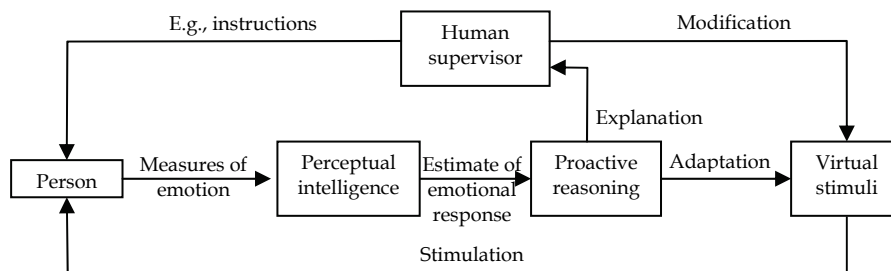 E.g., instructions
Human
supervisor
Modification
Explanation
Person
Measures of
emotion
Perceptual
intelligence
Estimate of
emotional
response
Proactive
reasoning
Adaptation
Virtual
stimuli
Stimulation